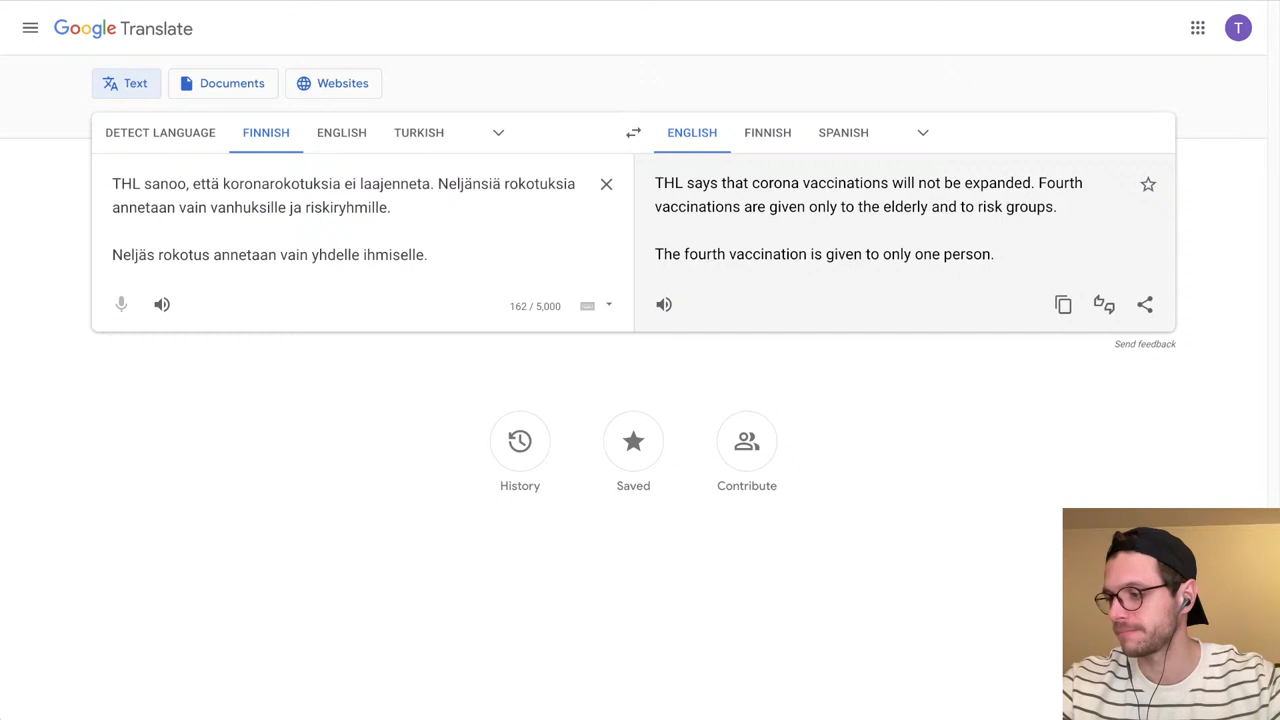 Google Translate
T
Text
Documents
Websites
DETECT LANGUAGE
FINNISH
ENGLISH
TURKISH
ENGLISH
FINNISH
SPANISH
THL sanoo, että koronarokotuksia ei laajenneta. Neljänsiä rokotuksia
annetaan vain vanhuksille ja riskiryhmille.
Neljäs rokotus annetaan vain yhdelle ihmiselle.
162 / 5,000
THL says that corona vaccinations will not be expanded. Fourth
vaccinations are given only to the elderly and to risk groups.
The fourth vaccination is given to only one person.
Send feedback
History
Saved
Contribute